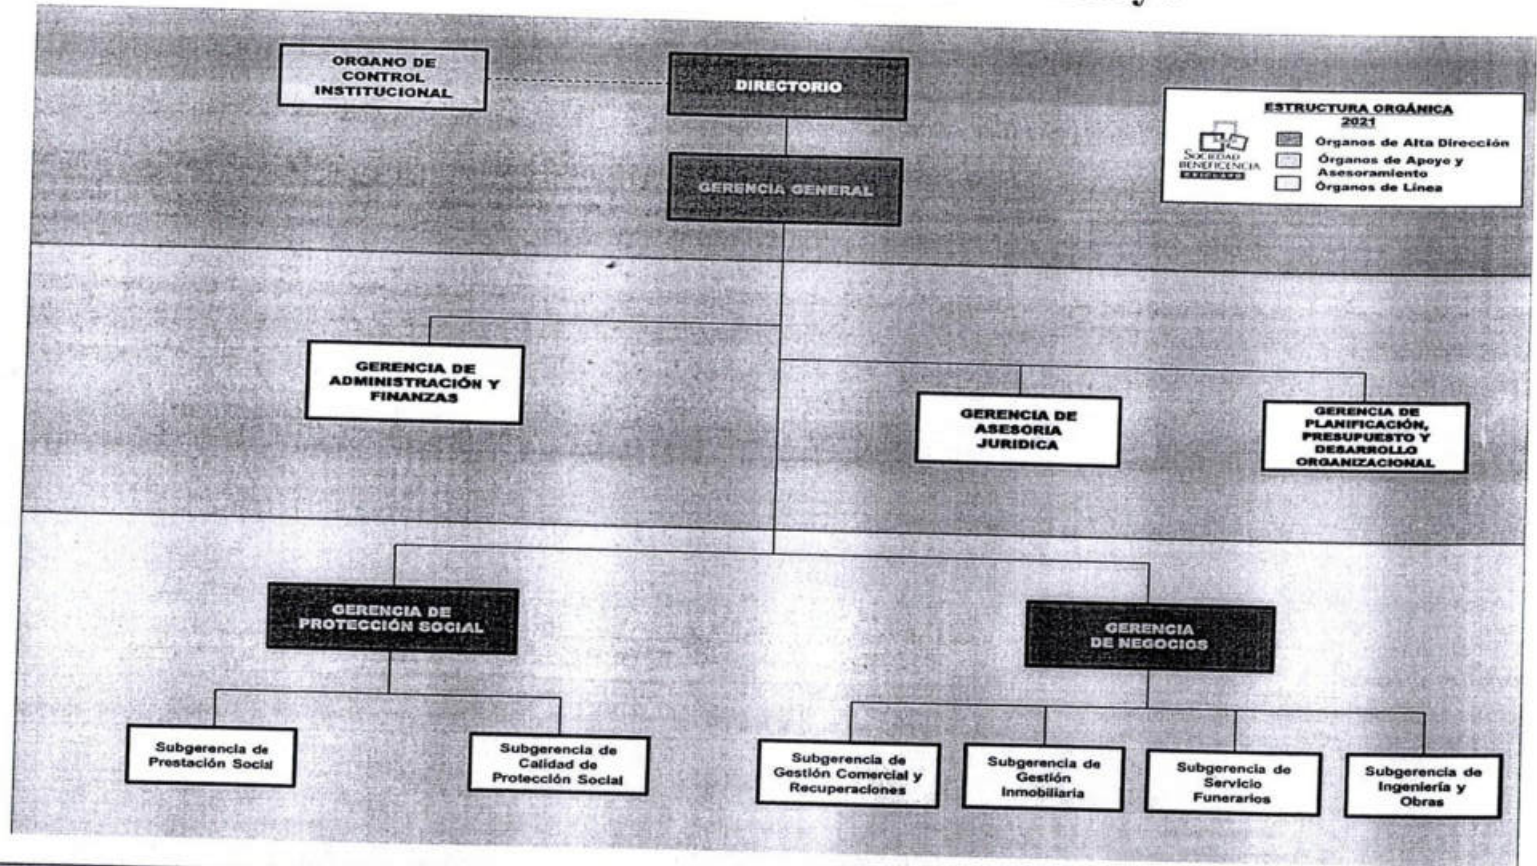 ORGANO DE
CONTROL
INSTITUCIONAL
DIRECTORIO
GERENCIA GENERAL
ESTRUCTURA ORGÁNICA
2021
SOCIEDAD
BENEFICENCIA
CHICLAYO
Órganos de Alta Dirección
Órganos de Apoyo y
Asesoramiento
Órganos de Línea
GERENCIA DE
ADMINISTRACIÓN Y
FINANZAS
GERENCIA DE
ASESORIA
JURIDICA
GERENCIA DE
PLANIFICACIÓN,
PRESUPUESTO Y
DESARROLLO
ORGANIZACIONAL
GERENCIA DE
PROTECCIÓN SOCIAL
GERENCIA
DE NEGOCIOS
Subgerencia de
Prestación Social
Subgerencia de
Calidad de
Protección Social
Subgerencia de
Gestión Comercial y
Recuperaciones
Subgerencia de
Gestión
Inmobiliaria
Subgerencia de
Servicio
Funerarios
Subgerencia de
Ingeniería y
Obras